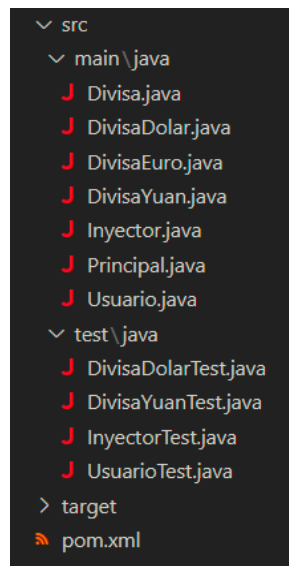 src
main\java
Divisa.java
DivisaDolar.java
DivisaEuro.java
DivisaYuan.java
Inyector.java
Principal.java
Usuario.java
test\java
DivisaDolarTest.java
DivisaYuanTest.java
InyectorTest.java
UsuarioTest.java
target
pom.xml